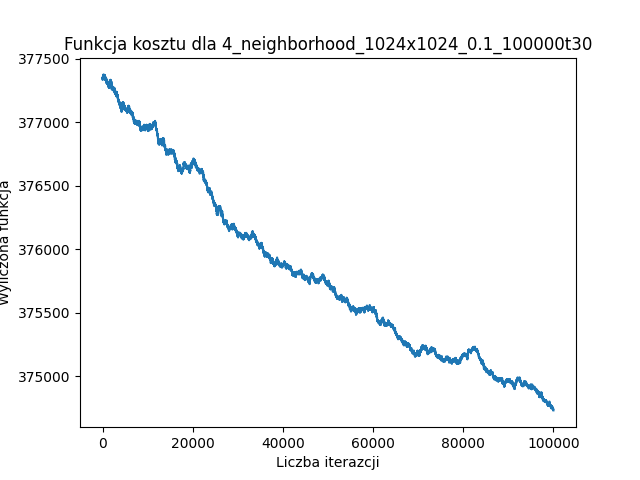 Funkcja kosztu dla 4_neighborhood_1024x1024_0.1_100000t30
377500
377000
376500
376000
375500
375000
Wyliczona funkcja
0 20000 40000 60000 80000 100000
Liczba iterazcji